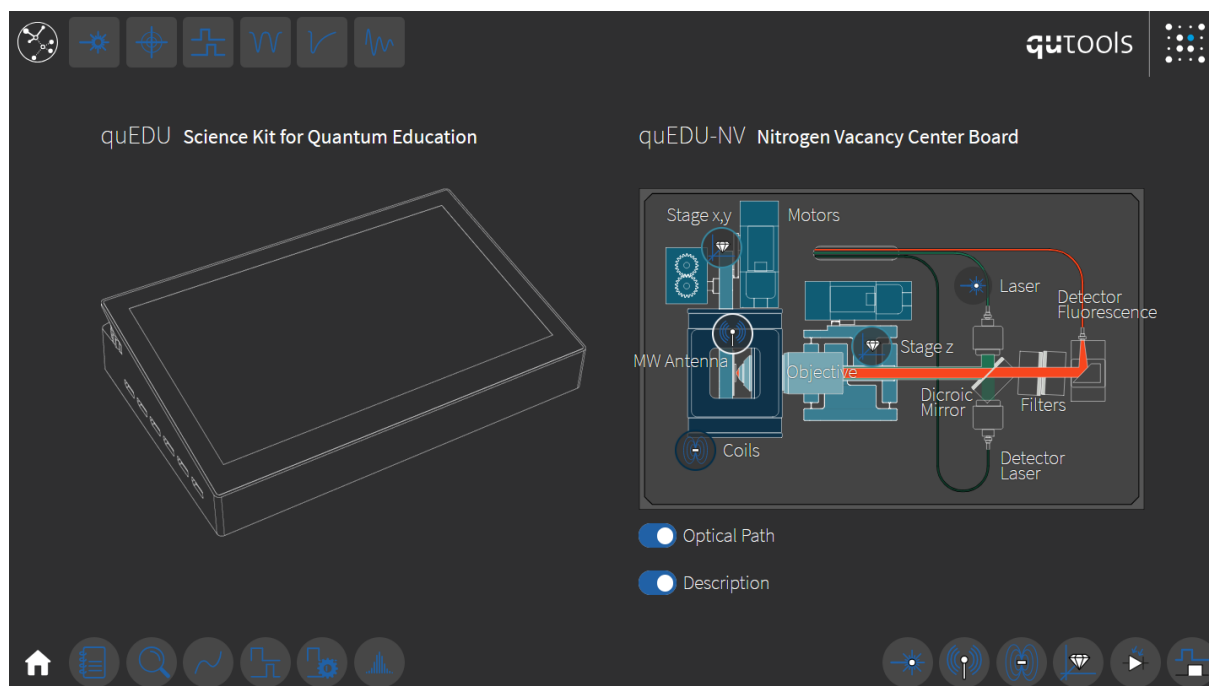 qutools
quEDU Science Kit for Quantum Education
quEDU-NV Nitrogen Vacancy Center Board
Stage x,y
Motors
Laser
Detector
Fluorescence
MW Antenna
Stage z
Objective
Dicroic
Mirror
Filters
Coils
Detector
Laser
Optical Path
Description